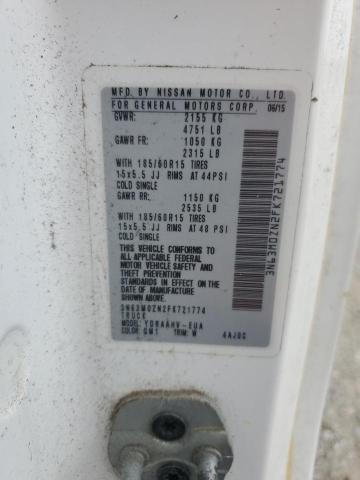 MFD. BY NISSAN MOTOR CO., LTD.
FOR GENERAL MOTORS CORP. 06/15
GVWR: 2155 KG
4751 LB
GAWR FR: 1050 KG
2315 LB
WITH 185/60R15 TIRES
15x5.5 JJ RIMS AT 44PSI
COLD SINGLE
GAWR RR: 1150 KG
2535 LB
WITH 185/60R15 TIRES
15x5.5 JJ RIMS AT 48 PSI
COLD SINGLE
THIS VEHICLE CONFORMS TO ALL
APPLICABLE FEDERAL MOTOR
VEHICLE SAFETY AND
THEFT PREVENTION
STANDARDS IN EFFECT ON THE
DATE OF MANUFACTURE
SHOWN ABOVE
3N63M0ZN2FK721774
TRUCK
MODEL: YDRAAHV-EUA
COLOR GM1 TRIM: W 4AJ0C
3N63M0ZN2FK721774